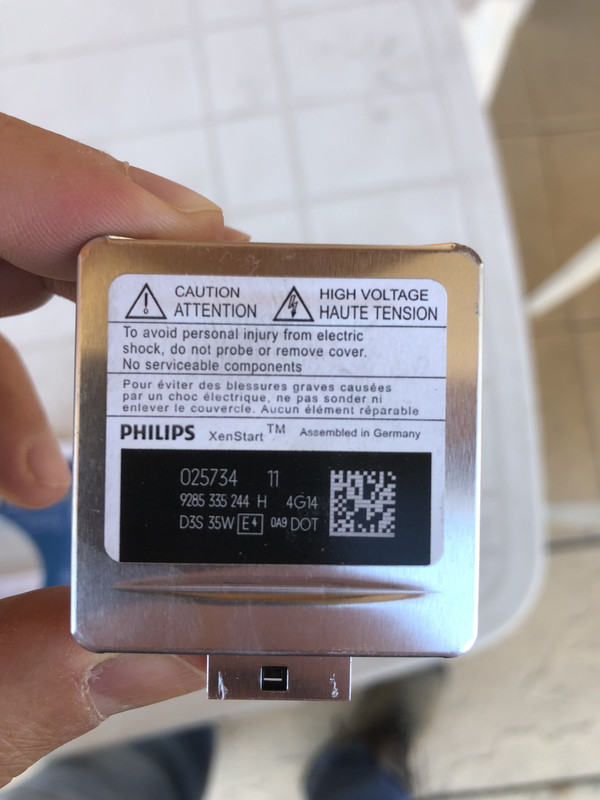 CAUTION
ATTENTION
HIGH VOLTAGE
HAUTE TENSION
To avoid personal injury from electric
shock, do not probe or remove cover.
No serviceable components
Pour éviter des blessures graves causées
par un choc électrique, ne pas sonder ni
enlever le couvercle. Aucun élément réparable
PHILIPS XenStart™ Assembled in Germany
025734 11
9285 335 244 H 4G14
D3S 35W E4 0A9 DOT